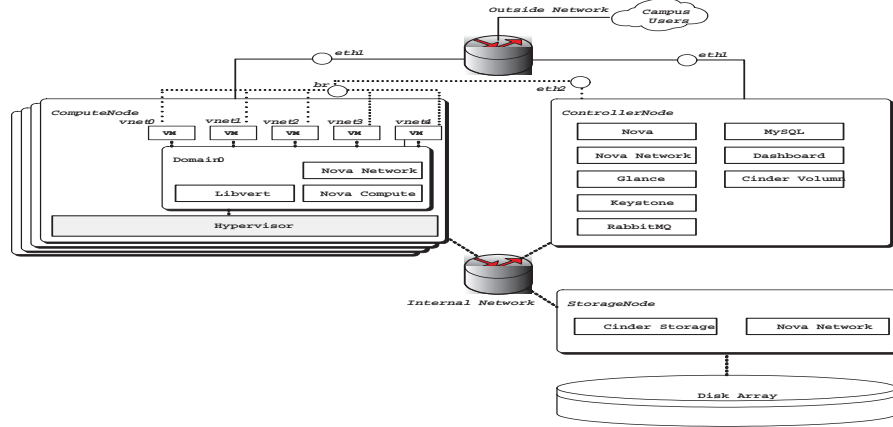 Outside Network
Campus
Users
eth1
eth1
br
eth2
ComputeNode
vnet0
vnet1
vnet2
vnet3
vnet4
VM
VM
VM
VM
VM
Domain0
Nova Network
Libvert
Nova Compute
Hypervisor
ControllerNode
Nova
MySQL
Nova Network
Dashboard
Glance
Cinder Volumn
Keystone
RabbitMQ
Internal Network
StorageNode
Cinder Storage
Nova Network
Disk Array